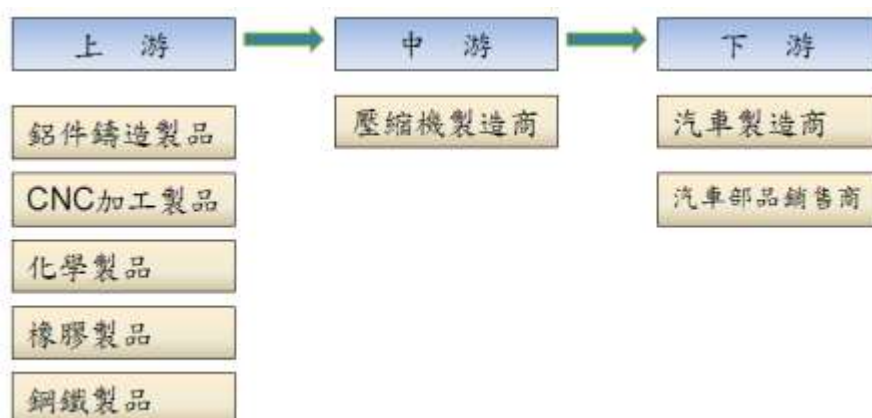 上 游
中 游
下 游
鋁件鑄造製品
CNC加工製品
化學製品
橡膠製品
鋼鐵製品
壓縮機製造商
汽車製造商
汽車部品銷售商